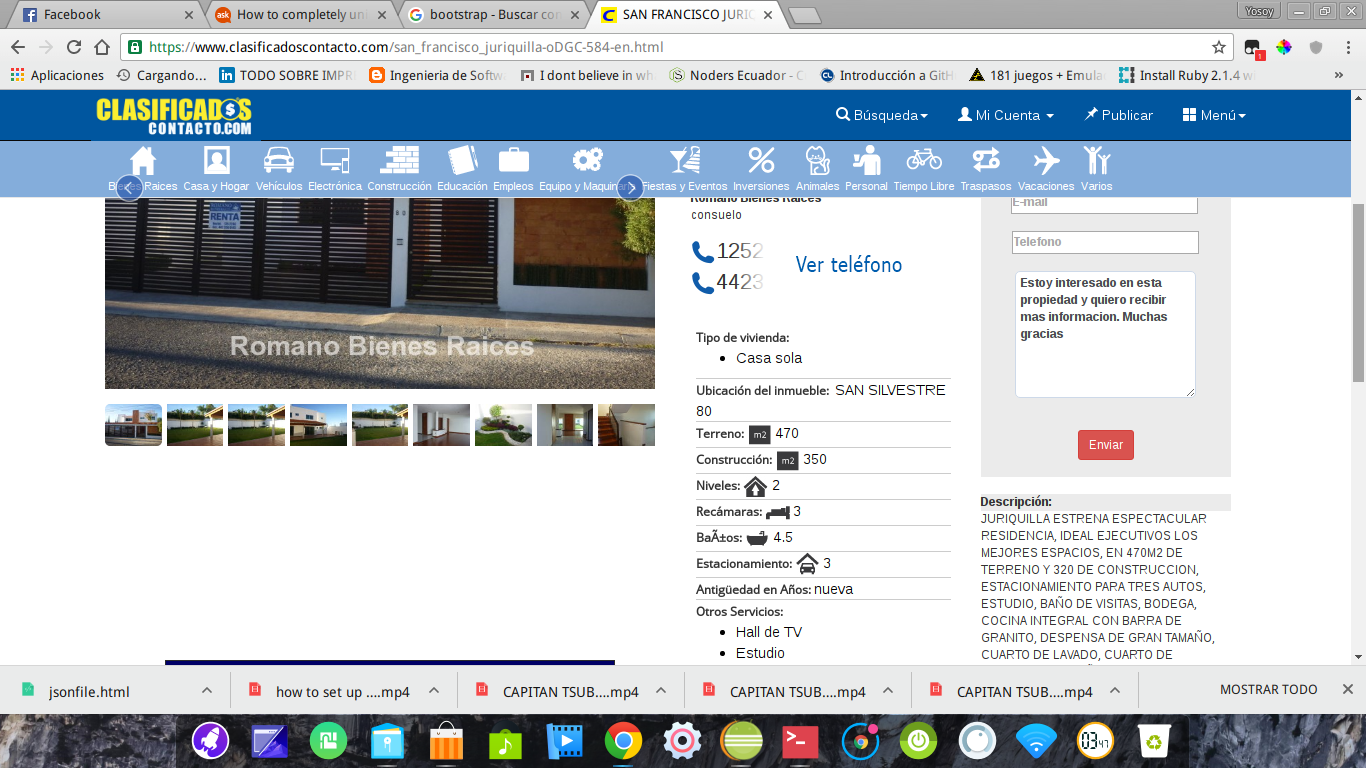 Facebook
How to completely uni
bootstrap - Buscar con
SAN FRANCISCO JURIC
Yosoy
https://www.clasificadoscontacto.com/san_francisco_juriquilla-oDGC-584-en.html
1
Aplicaciones
Cargando...
TODO SOBRE IMPR
Ingenieria de Softw
I dont believe in wh
Noders Ecuador - C
Introducción a GitH
181 juegos + Emula
Install Ruby 2.1.4 w
CLASIFICADOS
CONTACTO.COM
Búsqueda
Mi Cuenta
Publicar
Menú
Bienes Raices
Casa y Hogar
Vehículos
Electrónica
Construcción
Educación
Empleos
Equipo y Maquinaria
Fiestas y Eventos
Inversiones
Animales
Personal
Tiempo Libre
Traspasos
Vacaciones
Varios
RENTA
Romano Bienes Raices
Romano Bienes Raices
consuelo
1252
4423
Ver teléfono
Tipo de vivienda:
• Casa sola
Ubicación del inmueble: SAN SILVESTRE
80
Terreno: m2 470
Construcción: m2 350
Niveles: 2
Recámaras: 3
BaÃ±os: 4.5
Estacionamiento: 3
Antigüedad en Años: nueva
Otros Servicios:
• Hall de TV
• Estudio
E-mail
Telefono
Estoy interesado en esta
propiedad y quiero recibir
mas informacion. Muchas
gracias
Enviar
Descripción:
JURIQUILLA ESTRENA ESPECTACULAR
RESIDENCIA, IDEAL EJECUTIVOS LOS
MEJORES ESPACIOS, EN 470M2 DE
TERRENO Y 320 DE CONSTRUCCION,
ESTACIONAMIENTO PARA TRES AUTOS,
ESTUDIO, BAÑO DE VISITAS, BODEGA,
COCINA INTEGRAL CON BARRA DE
GRANITO, DESPENSA DE GRAN TAMAÑO,
CUARTO DE LAVADO, CUARTO DE
jsonfile.html
how to set up ....mp4
CAPITAN TSUB....mp4
CAPITAN TSUB....mp4
CAPITAN TSUB....mp4
MOSTRAR TODO
03:47